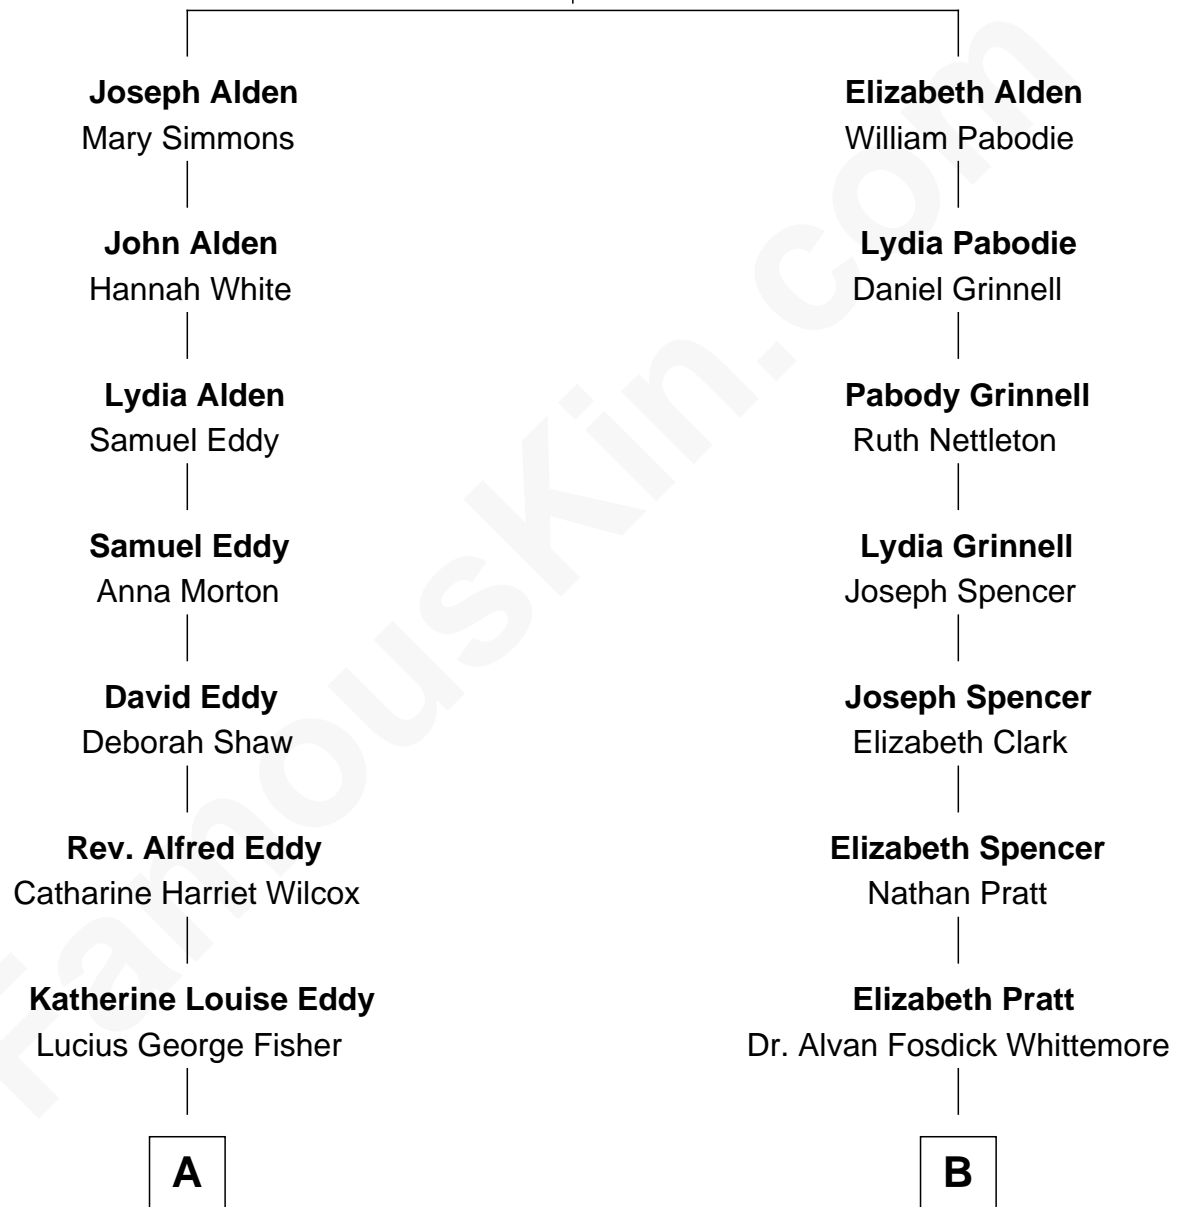 Joseph Alden
Mary Simmons
John Alden
Hannah White
Lydia Alden
Samuel Eddy
Samuel Eddy
Anna Morton
David Eddy
Deborah Shaw
Rev. Alfred Eddy
Catharine Harriet Wilcox
Katherine Louise Eddy
Lucius George Fisher
A
Elizabeth Alden
William Pabodie
Lydia Pabodie
Daniel Grinnell
Pabody Grinnell
Ruth Nettleton
Lydia Grinnell
Joseph Spencer
Joseph Spencer
Elizabeth Clark
Elizabeth Spencer
Nathan Pratt
Elizabeth Pratt
Dr. Alvan Fosdick Whittemore
B
FamousKin.com